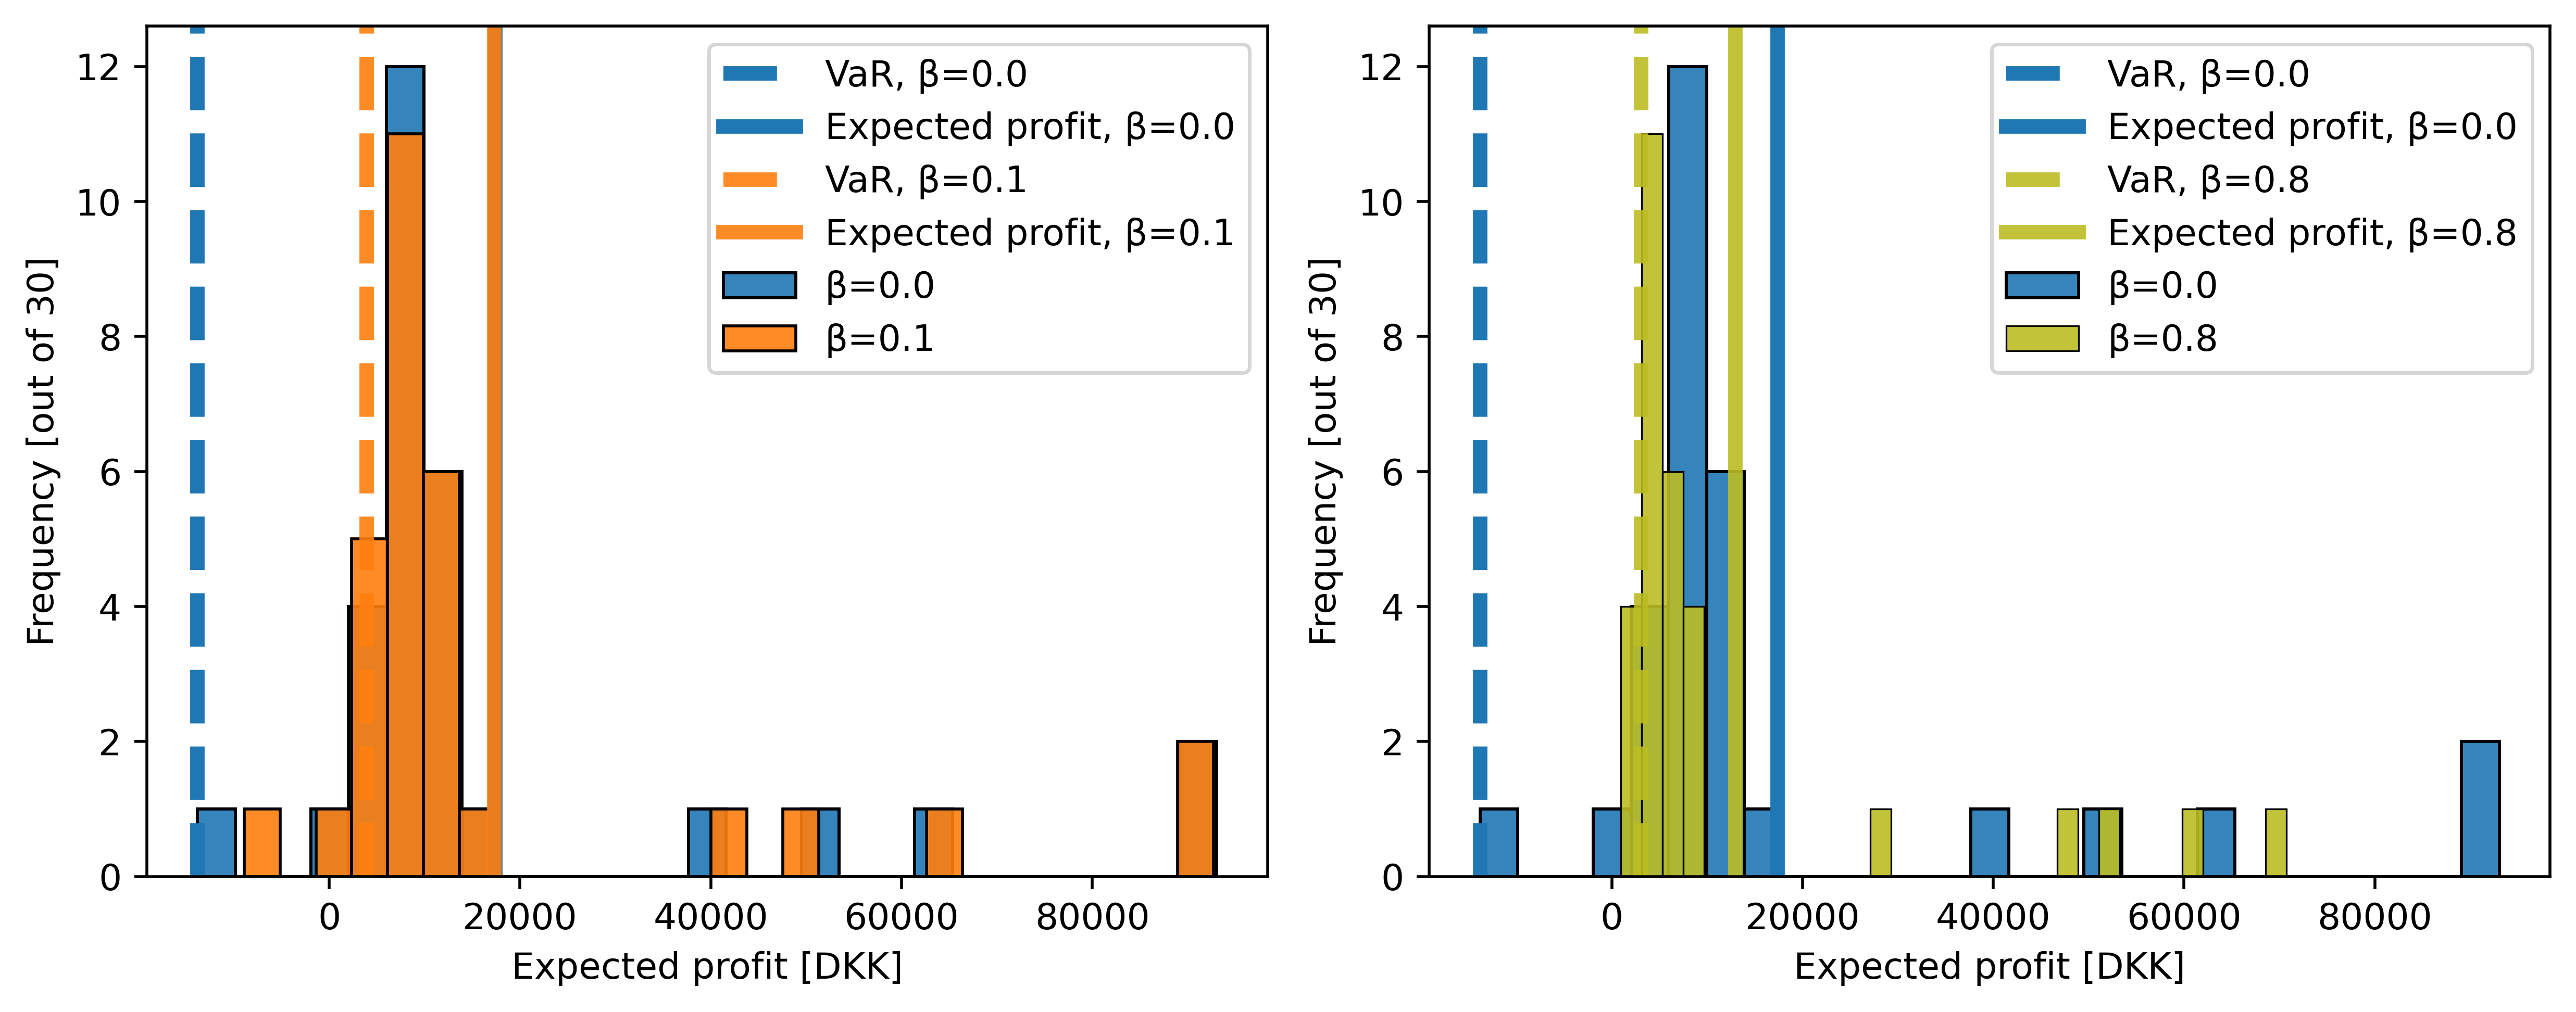 12
10
8
6
4
2
0
Frequency [out of 30]
0
20000
40000
60000
80000
Expected profit [DKK]
VaR, β=0.0
Expected profit, β=0.0
VaR, β=0.1
Expected profit, β=0.1
β=0.0
β=0.1
12
10
8
6
4
2
0
Frequency [out of 30]
0
20000
40000
60000
80000
Expected profit [DKK]
VaR, β=0.0
Expected profit, β=0.0
VaR, β=0.8
Expected profit, β=0.8
β=0.0
β=0.8